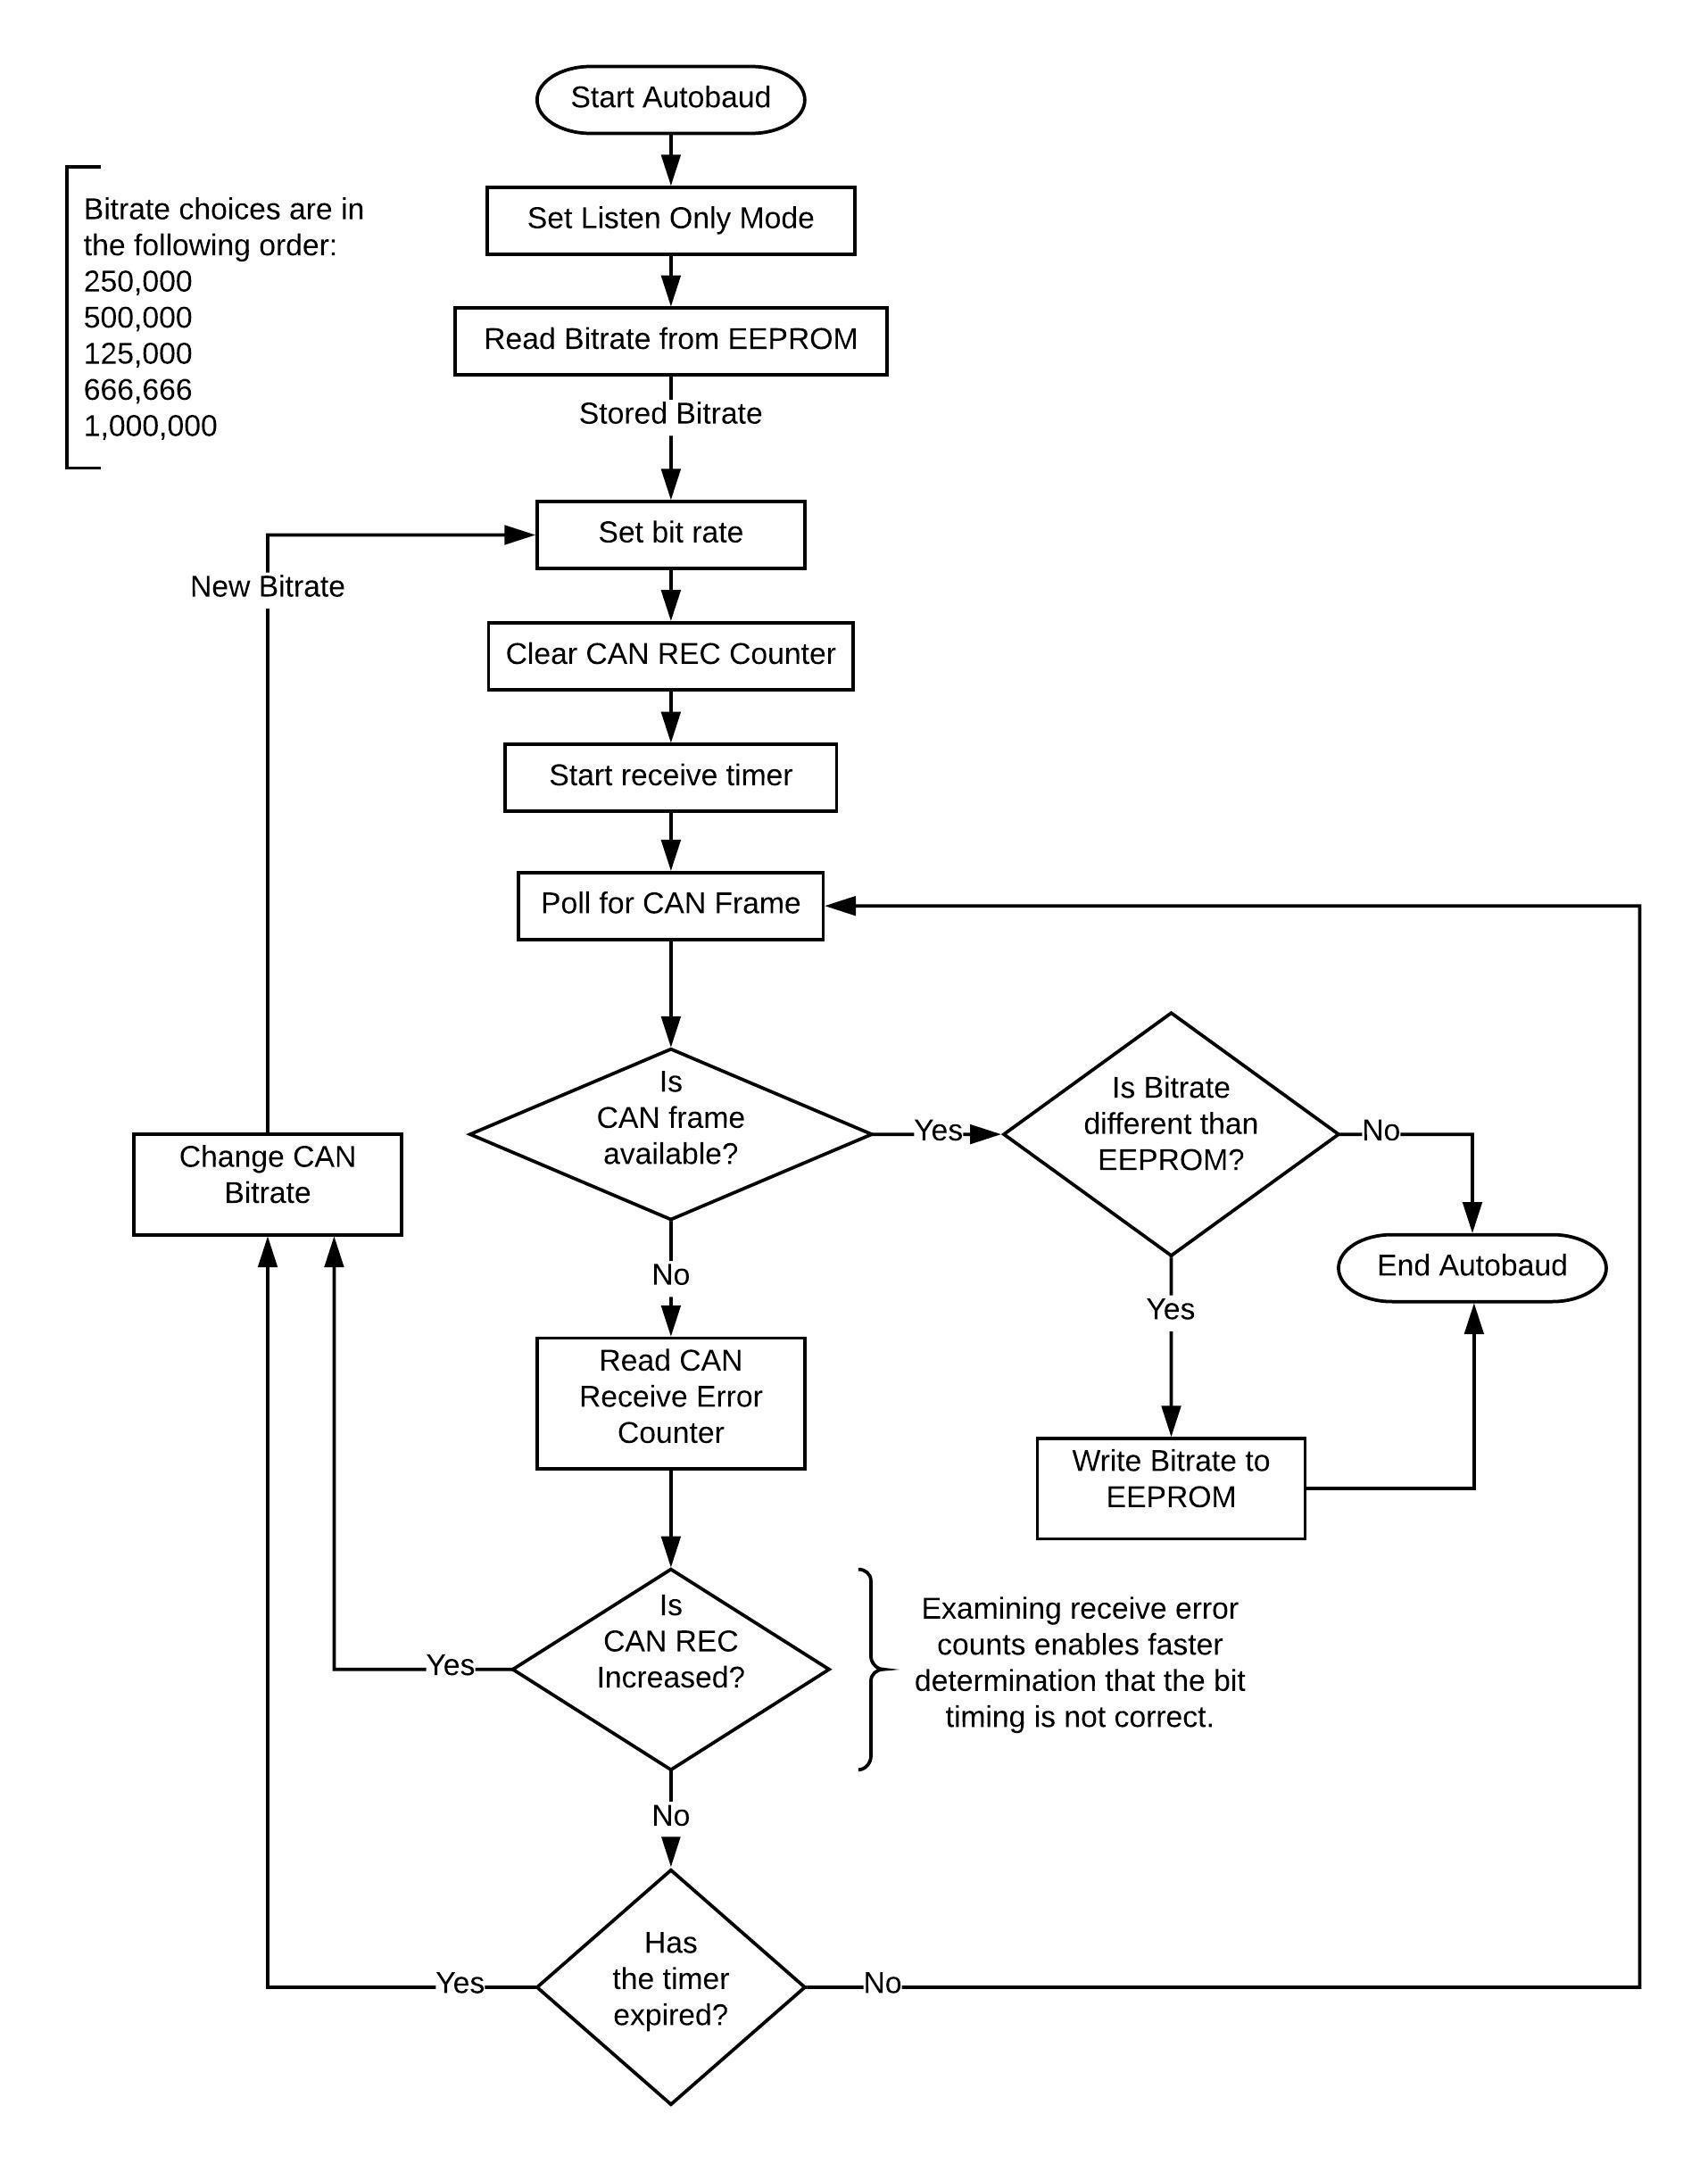 Start Autobaud
Bitrate choices are in
the following order:
250,000
500,000
125,000
666,666
1,000,000
Set Listen Only Mode
Read Bitrate from EEPROM
Stored Bitrate
Set bit rate
New Bitrate
Clear CAN REC Counter
Start receive timer
Poll for CAN Frame
Is
CAN frame
available?
Yes
Is Bitrate
different than
EEPROM?
No
Change CAN
Bitrate
End Autobaud
No
Yes
Read CAN
Receive Error
Counter
Write Bitrate to
EEPROM
Is
CAN REC
Increased?
Yes
Examining receive error
counts enables faster
determination that the bit
timing is not correct.
No
Has
the timer
expired?
Yes
No